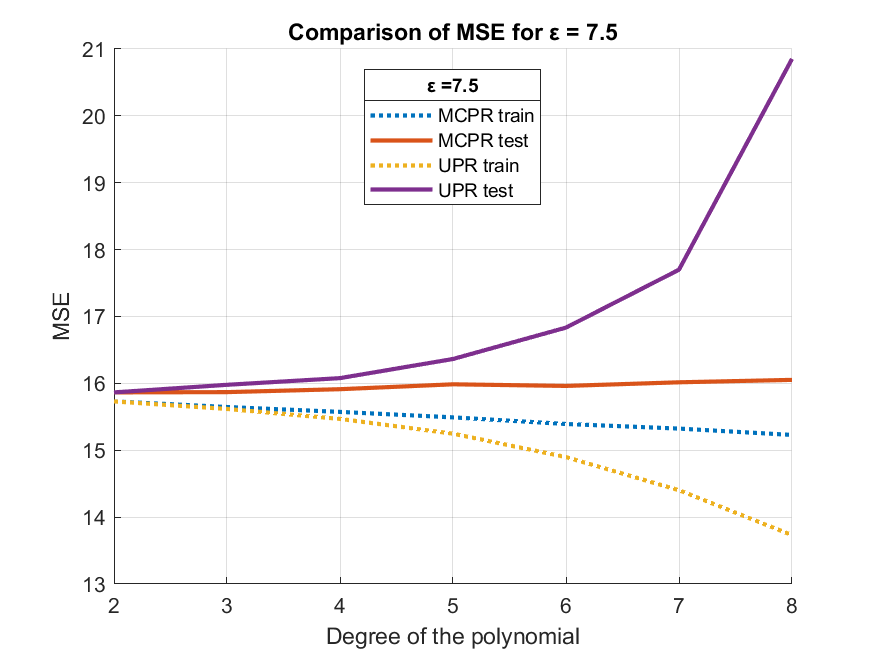 Comparison of MSE for ε = 7.5
21
20
19
18
17
16
15
14
13
MSE
ε =7.5
MCPR train
MCPR test
UPR train
UPR test
2 3 4 5 6 7 8
Degree of the polynomial